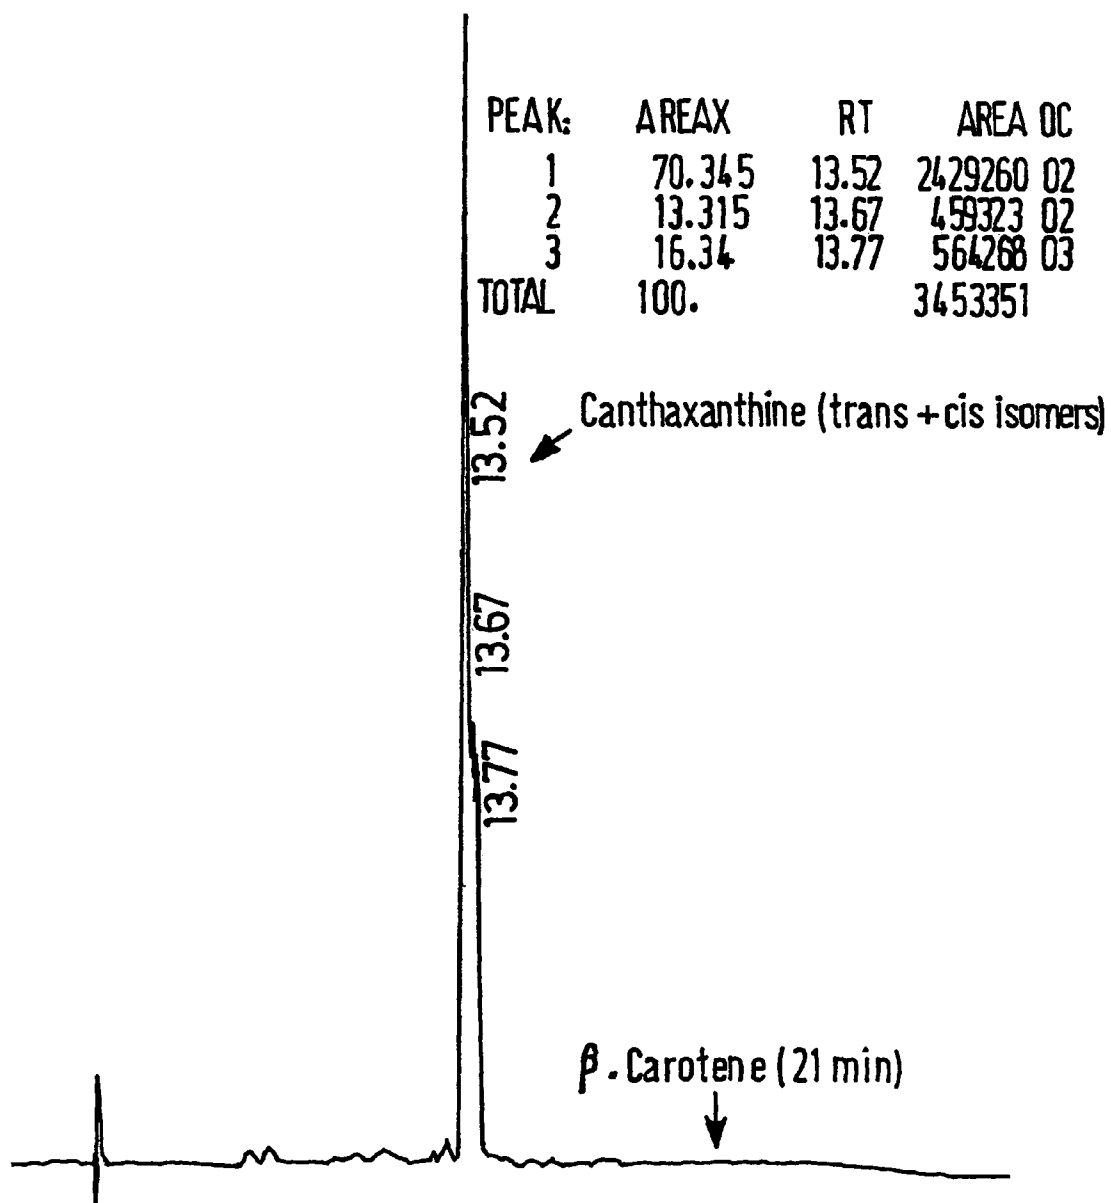 PEAK: AREAX RT AREA OC
1 70.345 13.52 2429260 02
2 13.315 13.67 459323 02
3 16.34 13.77 564268 03
TOTAL 100. 3453351
13.52
Canthaxanthine (trans + cis isomers)
13.67
13.77
β. Carotene (21 min)